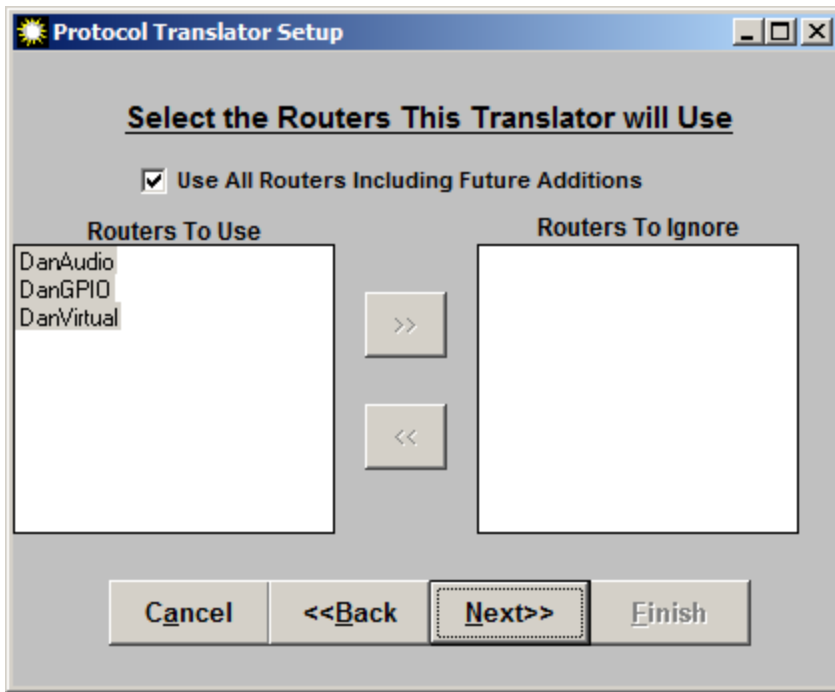 Protocol Translator Setup
Select the Routers This Translator will Use
Use All Routers Including Future Additions
Routers To Use
Routers To Ignore
DanAudio
DanGPIO
DanVirtual
>>
<<
Cancel
<<Back
Next>>
Finish